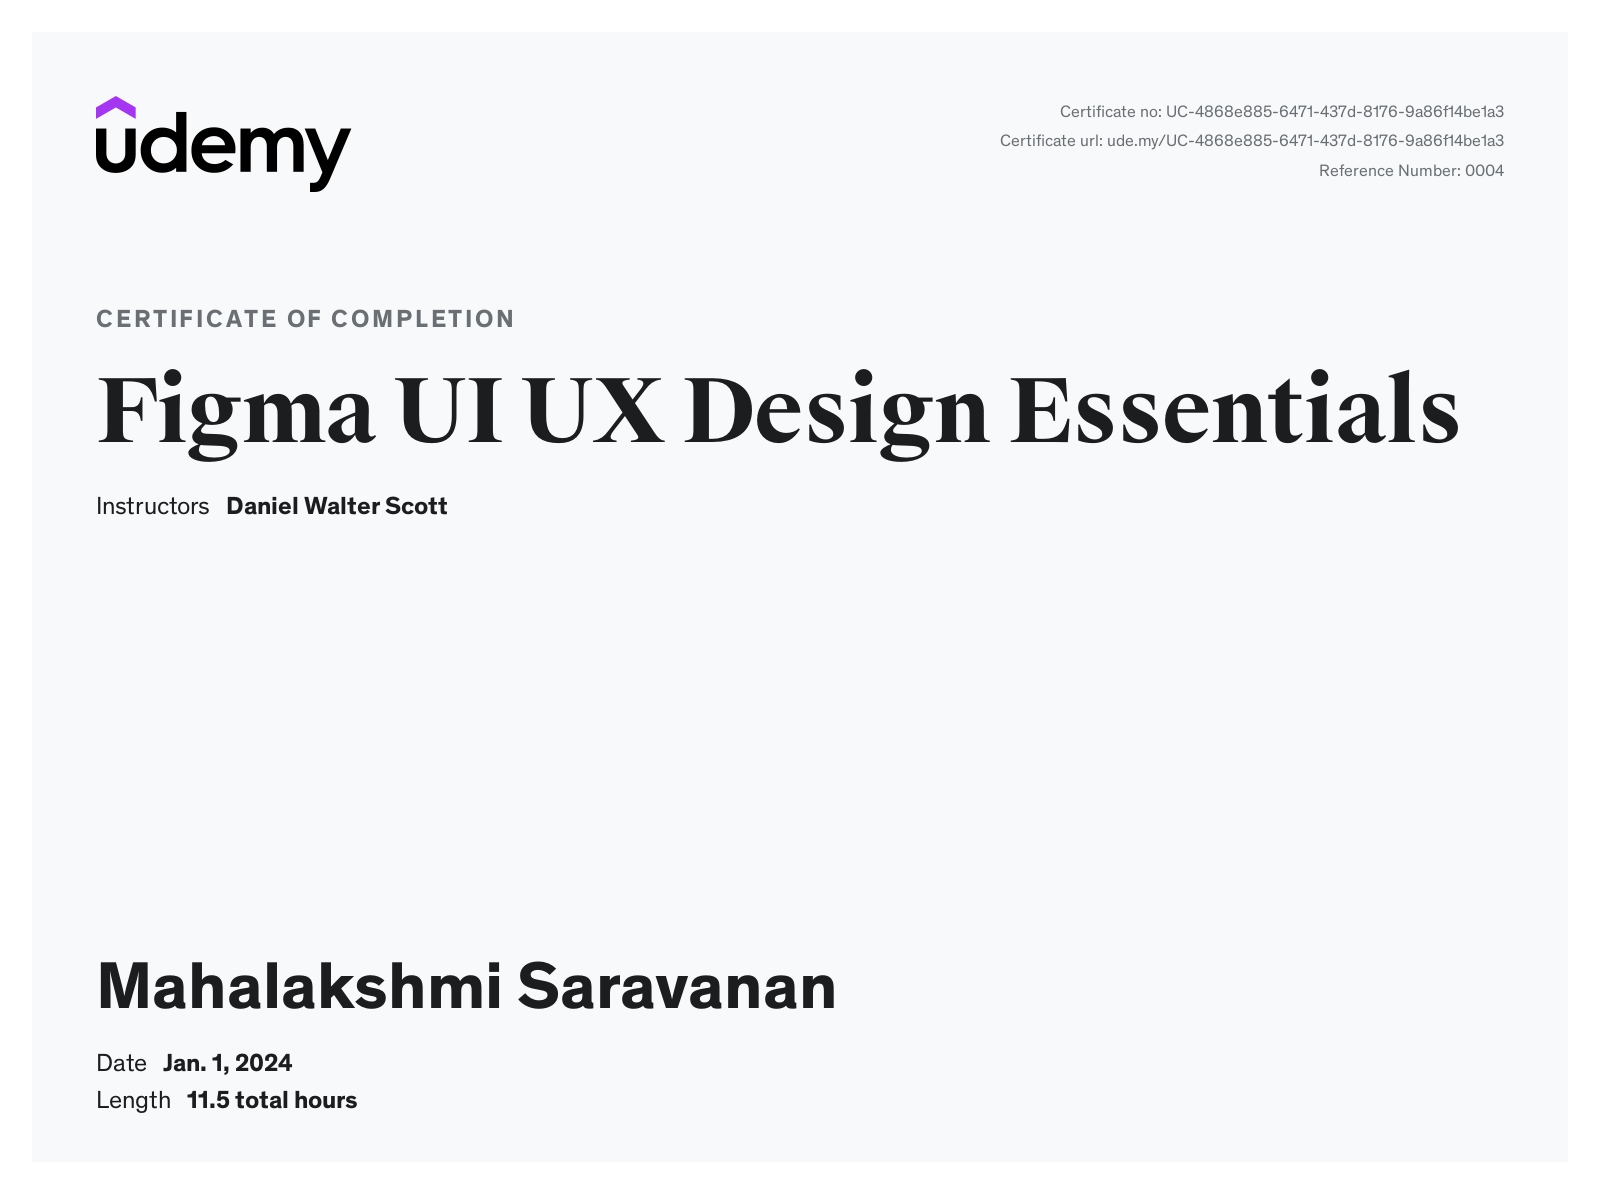 udemy
Certificate no: UC-4868e885-6471-437d-8176-9a86f14be1a3
Certificate url: ude.my/UC-4868e885-6471-437d-8176-9a86f14be1a3
Reference Number: 0004
CERTIFICATE OF COMPLETION
Figma UI UX Design Essentials
Instructors Daniel Walter Scott
Mahalakshmi Saravanan
Date Jan. 1, 2024
Length 11.5 total hours